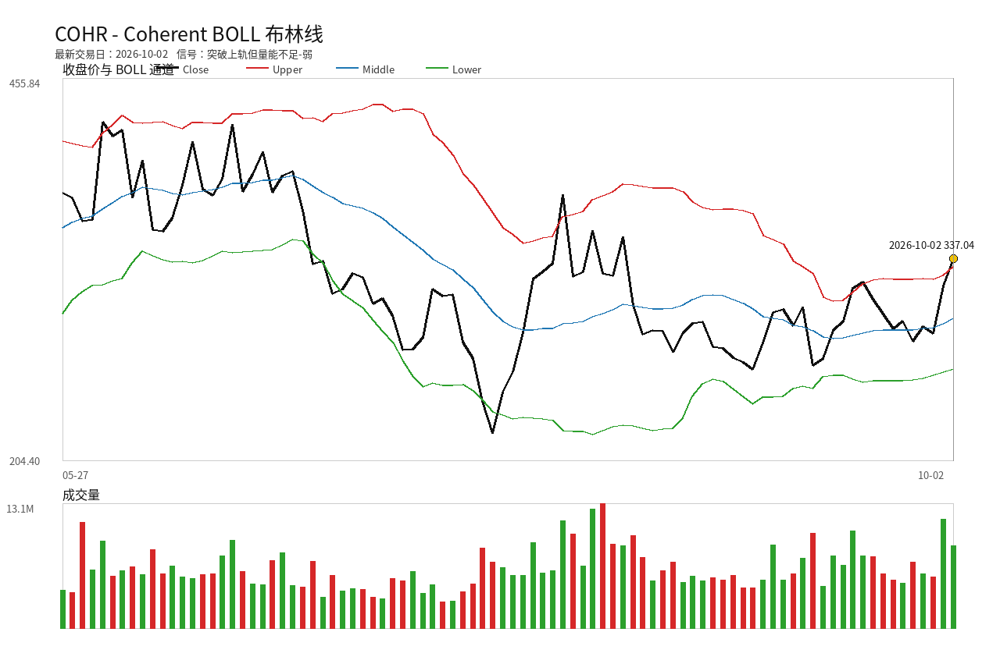 COHR - Coherent BOLL 布林线
最新交易日：2026-10-02 信号：突破上轨但量能不足-弱
收盘价与 BOLL 通道 Close Upper Middle Lower
455.84
2026-10-02 337.04
204.40
05-27 10-02
成交量
13.1M